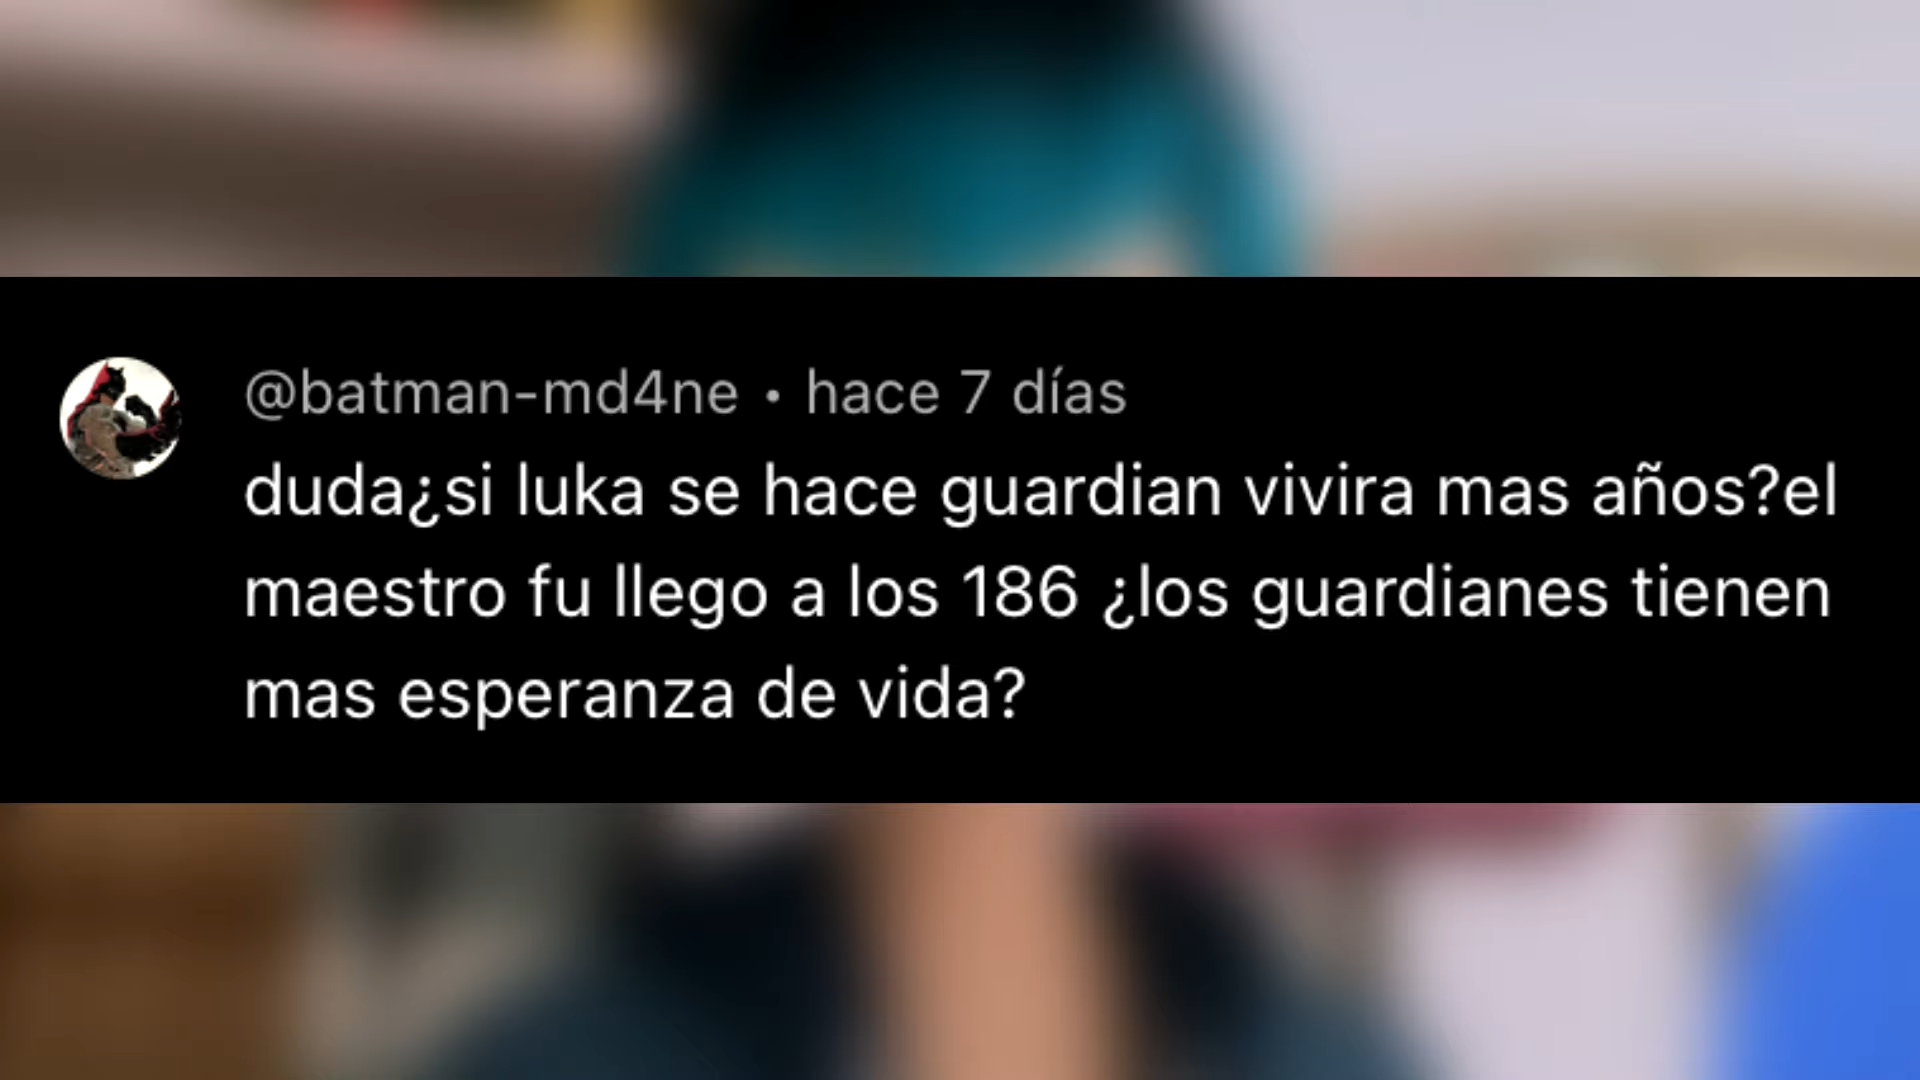 @batman-md4ne • hace 7 días
duda¿si luka se hace guardian vivira mas años?el
maestro fu llego a los 186 ¿los guardianes tienen
mas esperanza de vida?